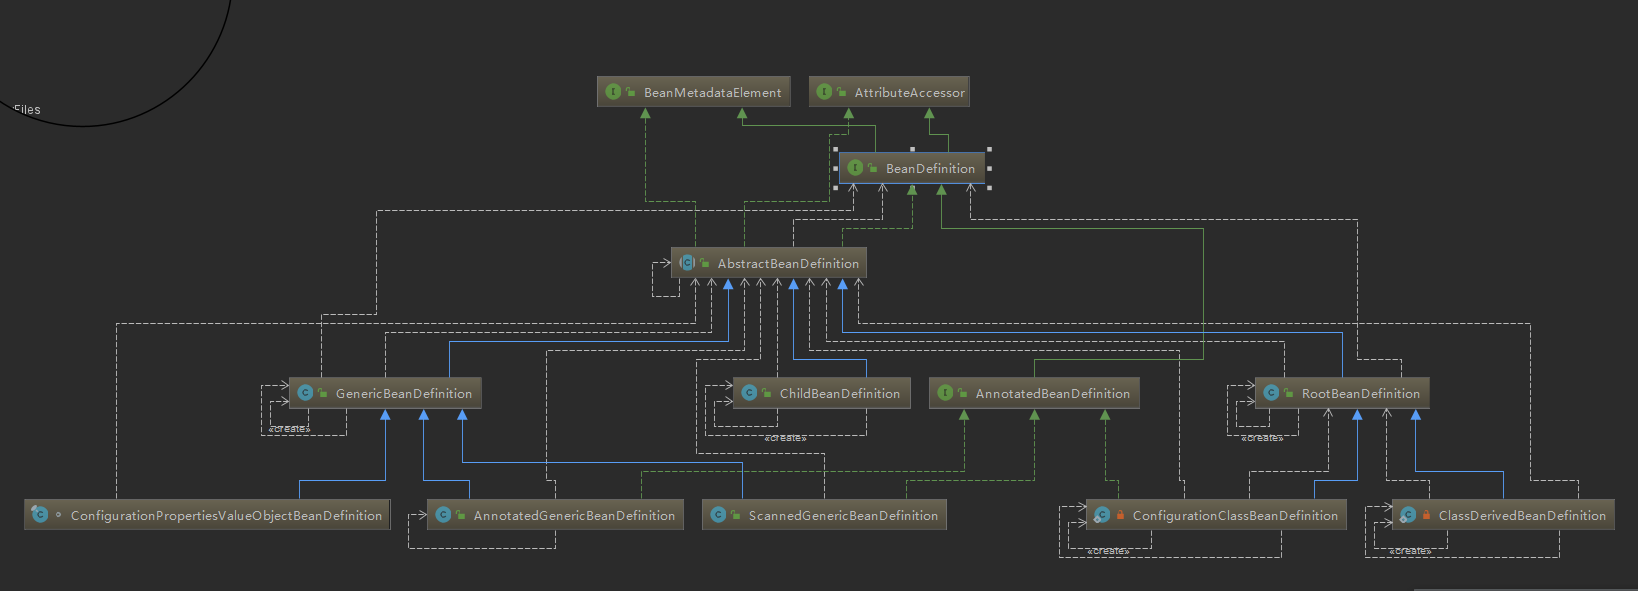 Files
BeanMetadataElement
AttributeAccessor
BeanDefinition
AbstractBeanDefinition
GenericBeanDefinition
ChildBeanDefinition
AnnotatedBeanDefinition
RootBeanDefinition
«create»
«create»
«create»
ConfigurationPropertiesValueObjectBeanDefinition
AnnotatedGenericBeanDefinition
ScannedGenericBeanDefinition
ConfigurationClassBeanDefinition
ClassDerivedBeanDefinition
«create»
«create»